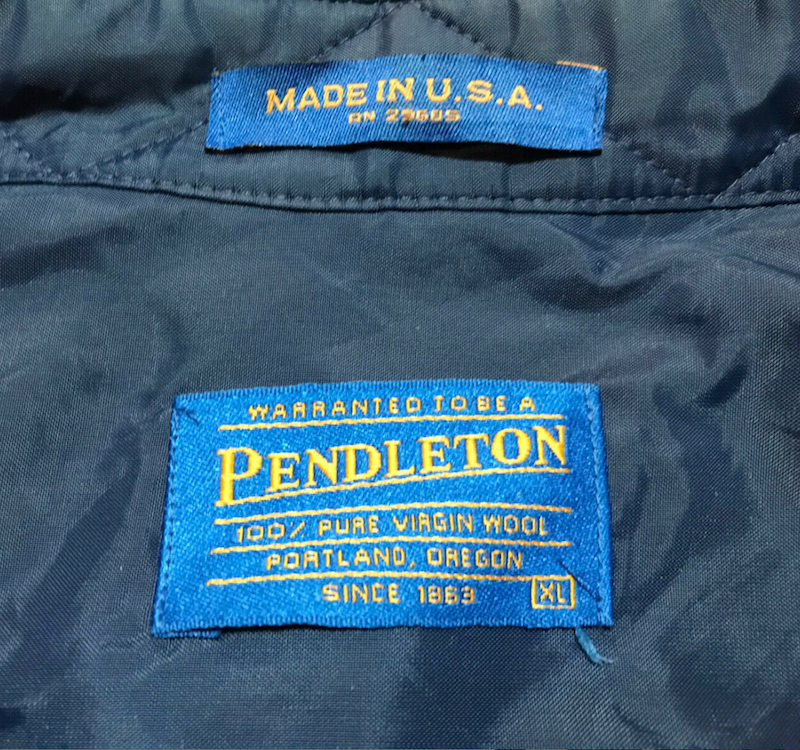 MADE IN U.S.A.
RN 29685
WARRANTED TO BE A
PENDLETON
100% PURE VIRGIN WOOL
PORTLAND, OREGON
SINCE 1863
XL